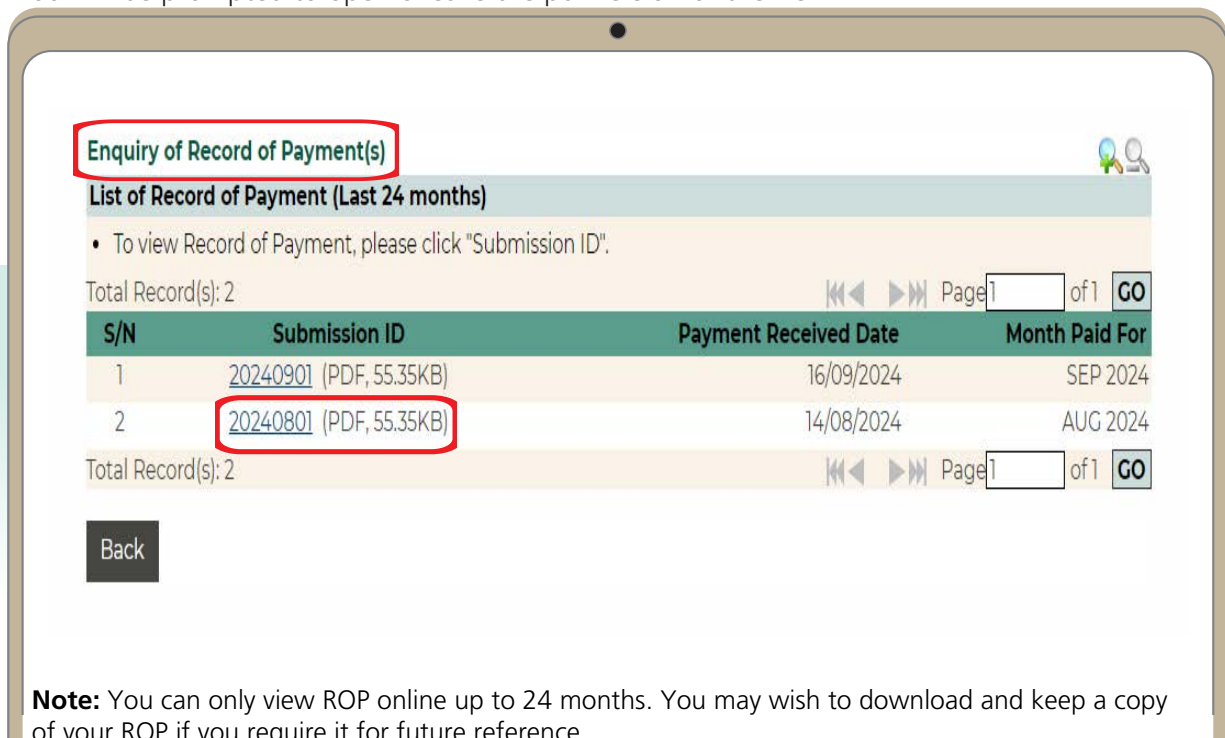 Enquiry of Record of Payment(s)
List of Record of Payment (Last 24 months)
• To view Record of Payment, please click "Submission ID".
Total Record(s): 2 Page 1 of 1 GO
S/N Submission ID Payment Received Date Month Paid For
1 20240901 (PDF, 55.35KB) 16/09/2024 SEP 2024
2 20240801 (PDF, 55.35KB) 14/08/2024 AUG 2024
Total Record(s): 2 Page 1 of 1 GO
Back
Note: You can only view ROP online up to 24 months. You may wish to download and keep a copy
of your ROP if you require it for future reference